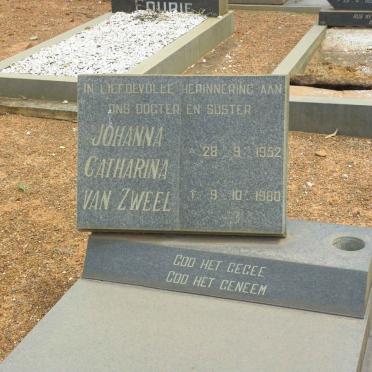 FOURIE
IN LIEFDEVOLLE HERINNERING AAN
ONS DOGTER EN SUSTER
JOHANNA
CATHARINA
VAN ZWEEL
* 28-9-1952
† 9-10-1980
GOD HET GEGEE
GOD HET GENEEM